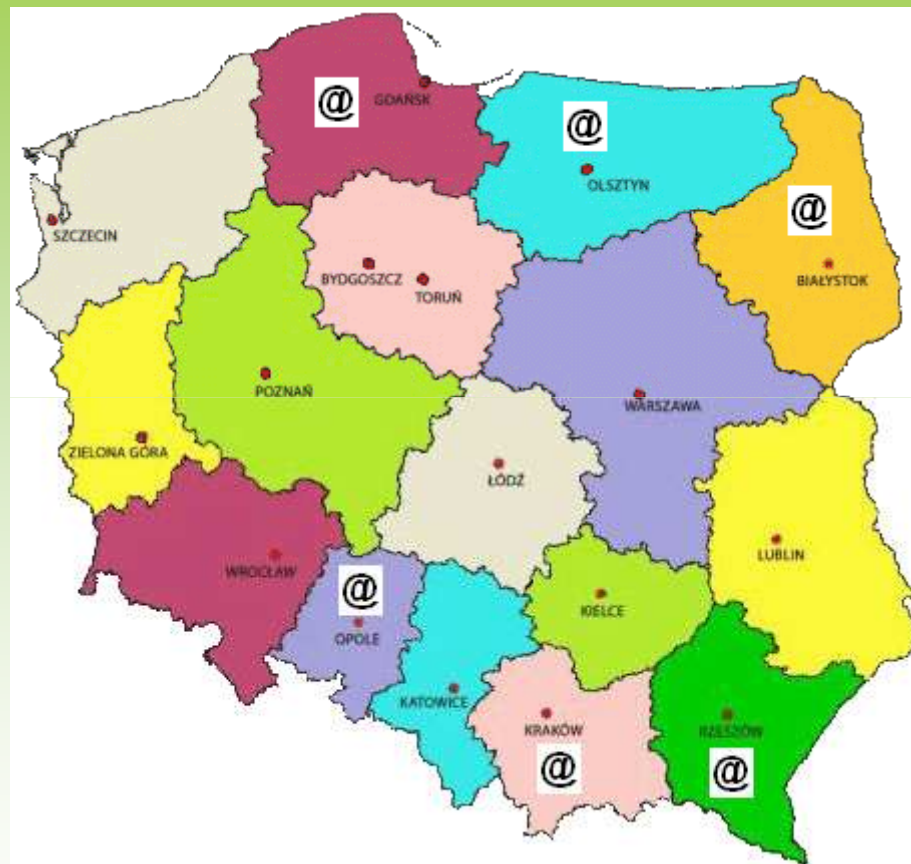 @
GDAŃSK
@
OLSZTYN
@
SZCZECIN
BYDGOSZCZ
TORUŃ
BIAŁYSTOK
POZNAŃ
WARSZAWA
ZIELONA GÓRA
ŁÓDŹ
WROCŁAW
LUBLIN
@
OPOLE
KIELCE
KATOWICE
KRAKÓW
RZESZÓW
@
@